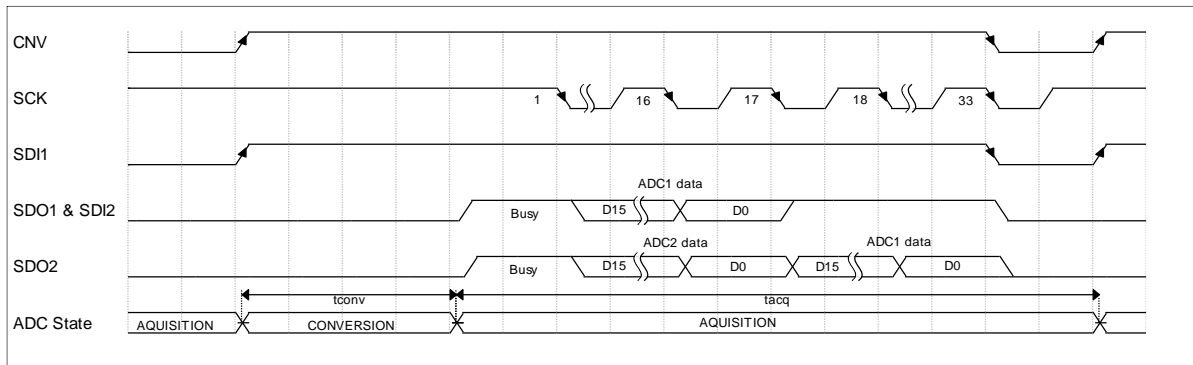 CNV
SCK
1
16
17
18
33
SDI1
ADC1 data
SDO1 & SDI2
Busy
D15
D0
ADC2 data
ADC1 data
SDO2
Busy
D15
D0
D15
D0
tconv
tacq
ADC State
AQUISITION
CONVERSION
AQUISITION